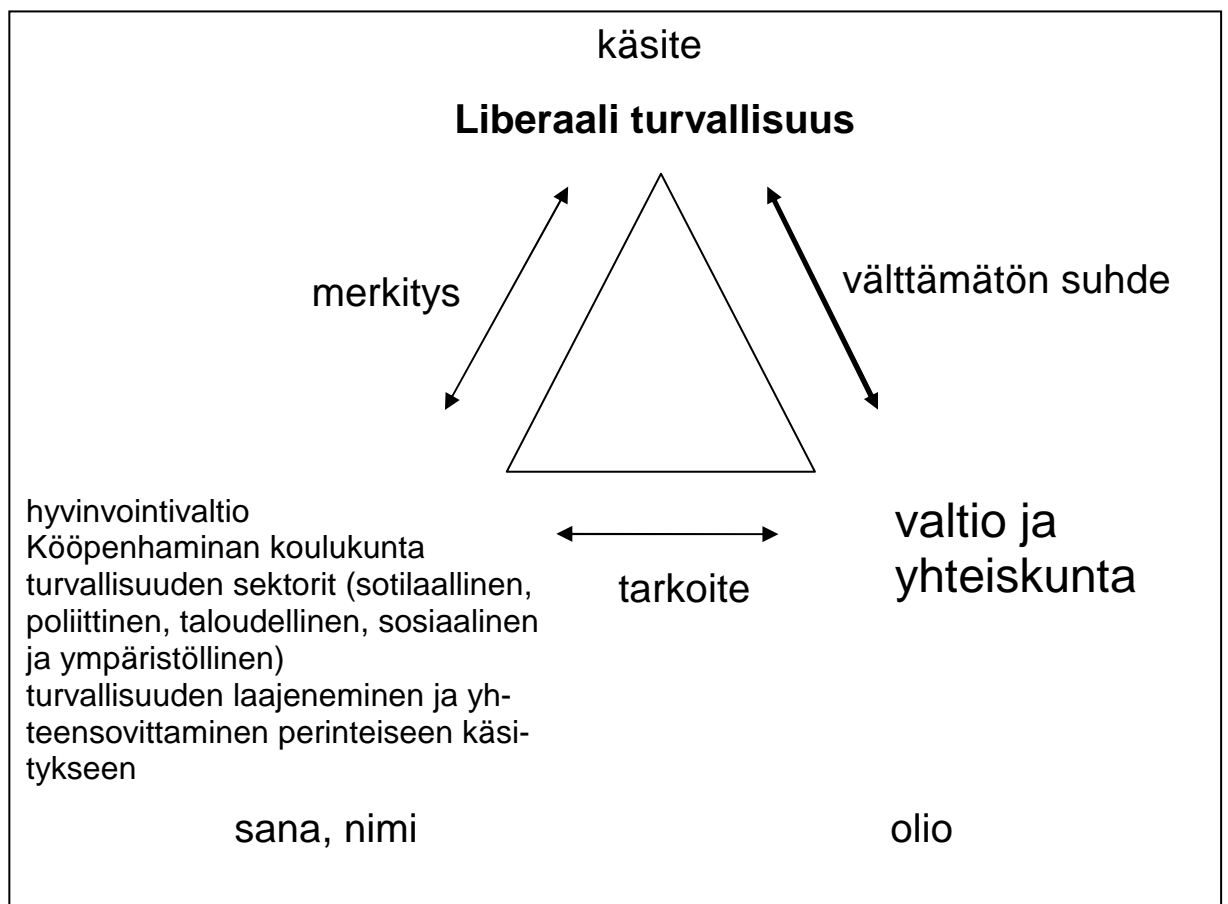 käsite
Liberaali turvallisuus
merkitys
välttämätön suhde
hyvinvointivaltio
Kööpenhaminan koulukunta
turvallisuuden sektorit (sotilaallinen,
poliittinen, taloudellinen, sosiaalinen
ja ympäristöllinen)
turvallisuuden laajeneminen ja yh-
teensovittaminen perinteiseen käsi-
tykseen
tarkoite
valtio ja
yhteiskunta
sana, nimi
olio